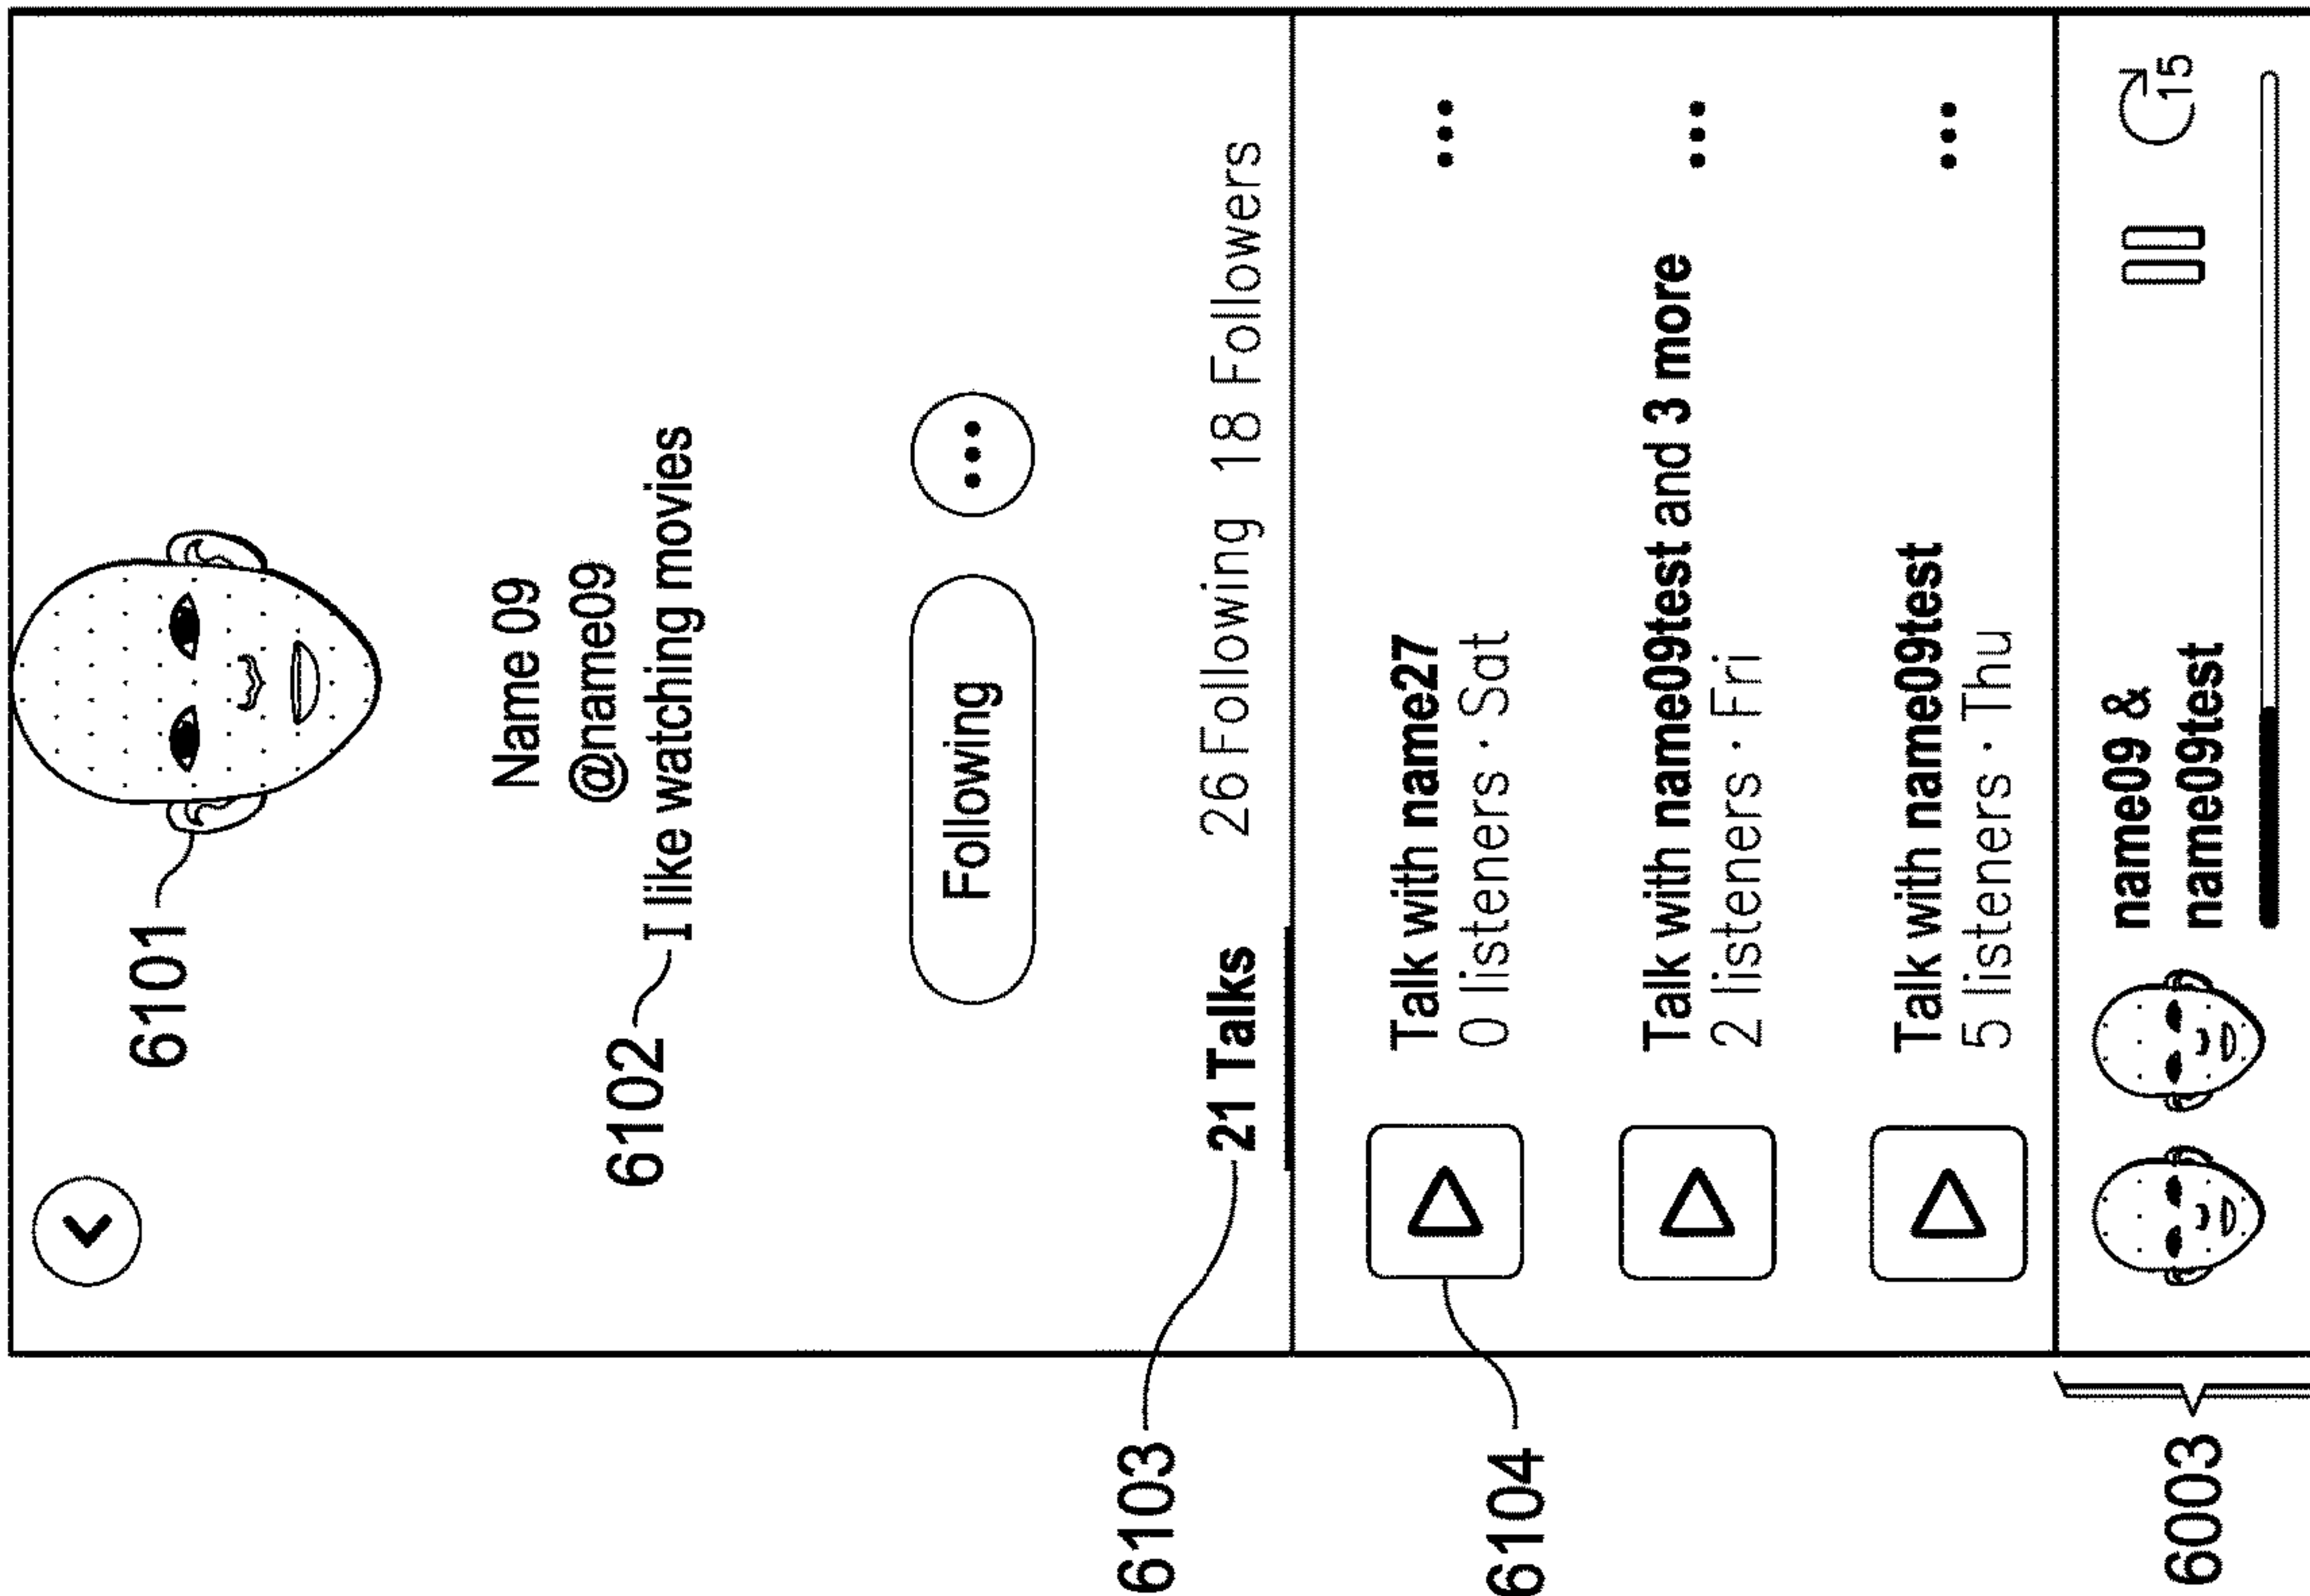 6101
Name 09
@name09
6102
I like watching movies
Following
6103
21 Talks 26 Following 18 Followers
6104
Talk with name27
0 listeners · Sat
Talk with name09test and 3 more
2 listeners · Fri
Talk with name09test
5 listeners · Thu
6003
name09 &
name09test
15